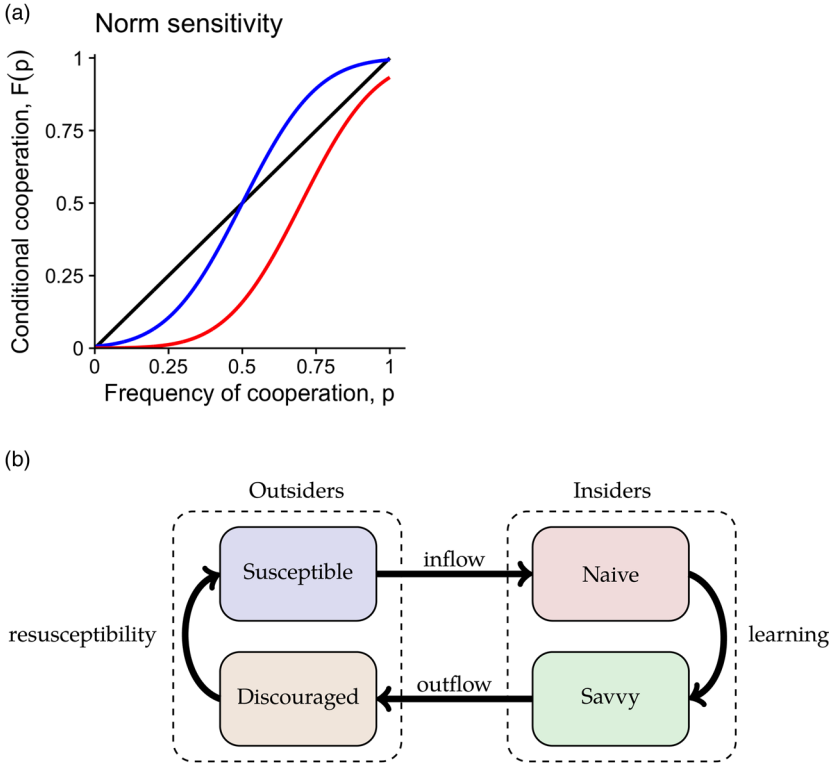 (a)
Norm sensitivity
Conditional cooperation, F(p)
1
0.75
0.5
0.25
0
0 0.25 0.5 0.75 1
Frequency of cooperation, p
(b)
Outsiders Insiders
Susceptible inflow Naive
resusceptibility learning
Discouraged outflow Savvy